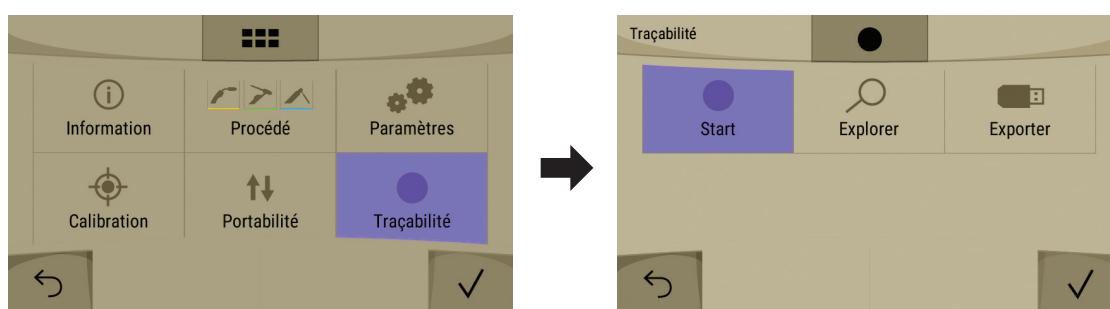 Information
Procédé
Paramètres
Calibration
Portabilité
Traçabilité
Traçabilité
Start
Explorer
Exporter